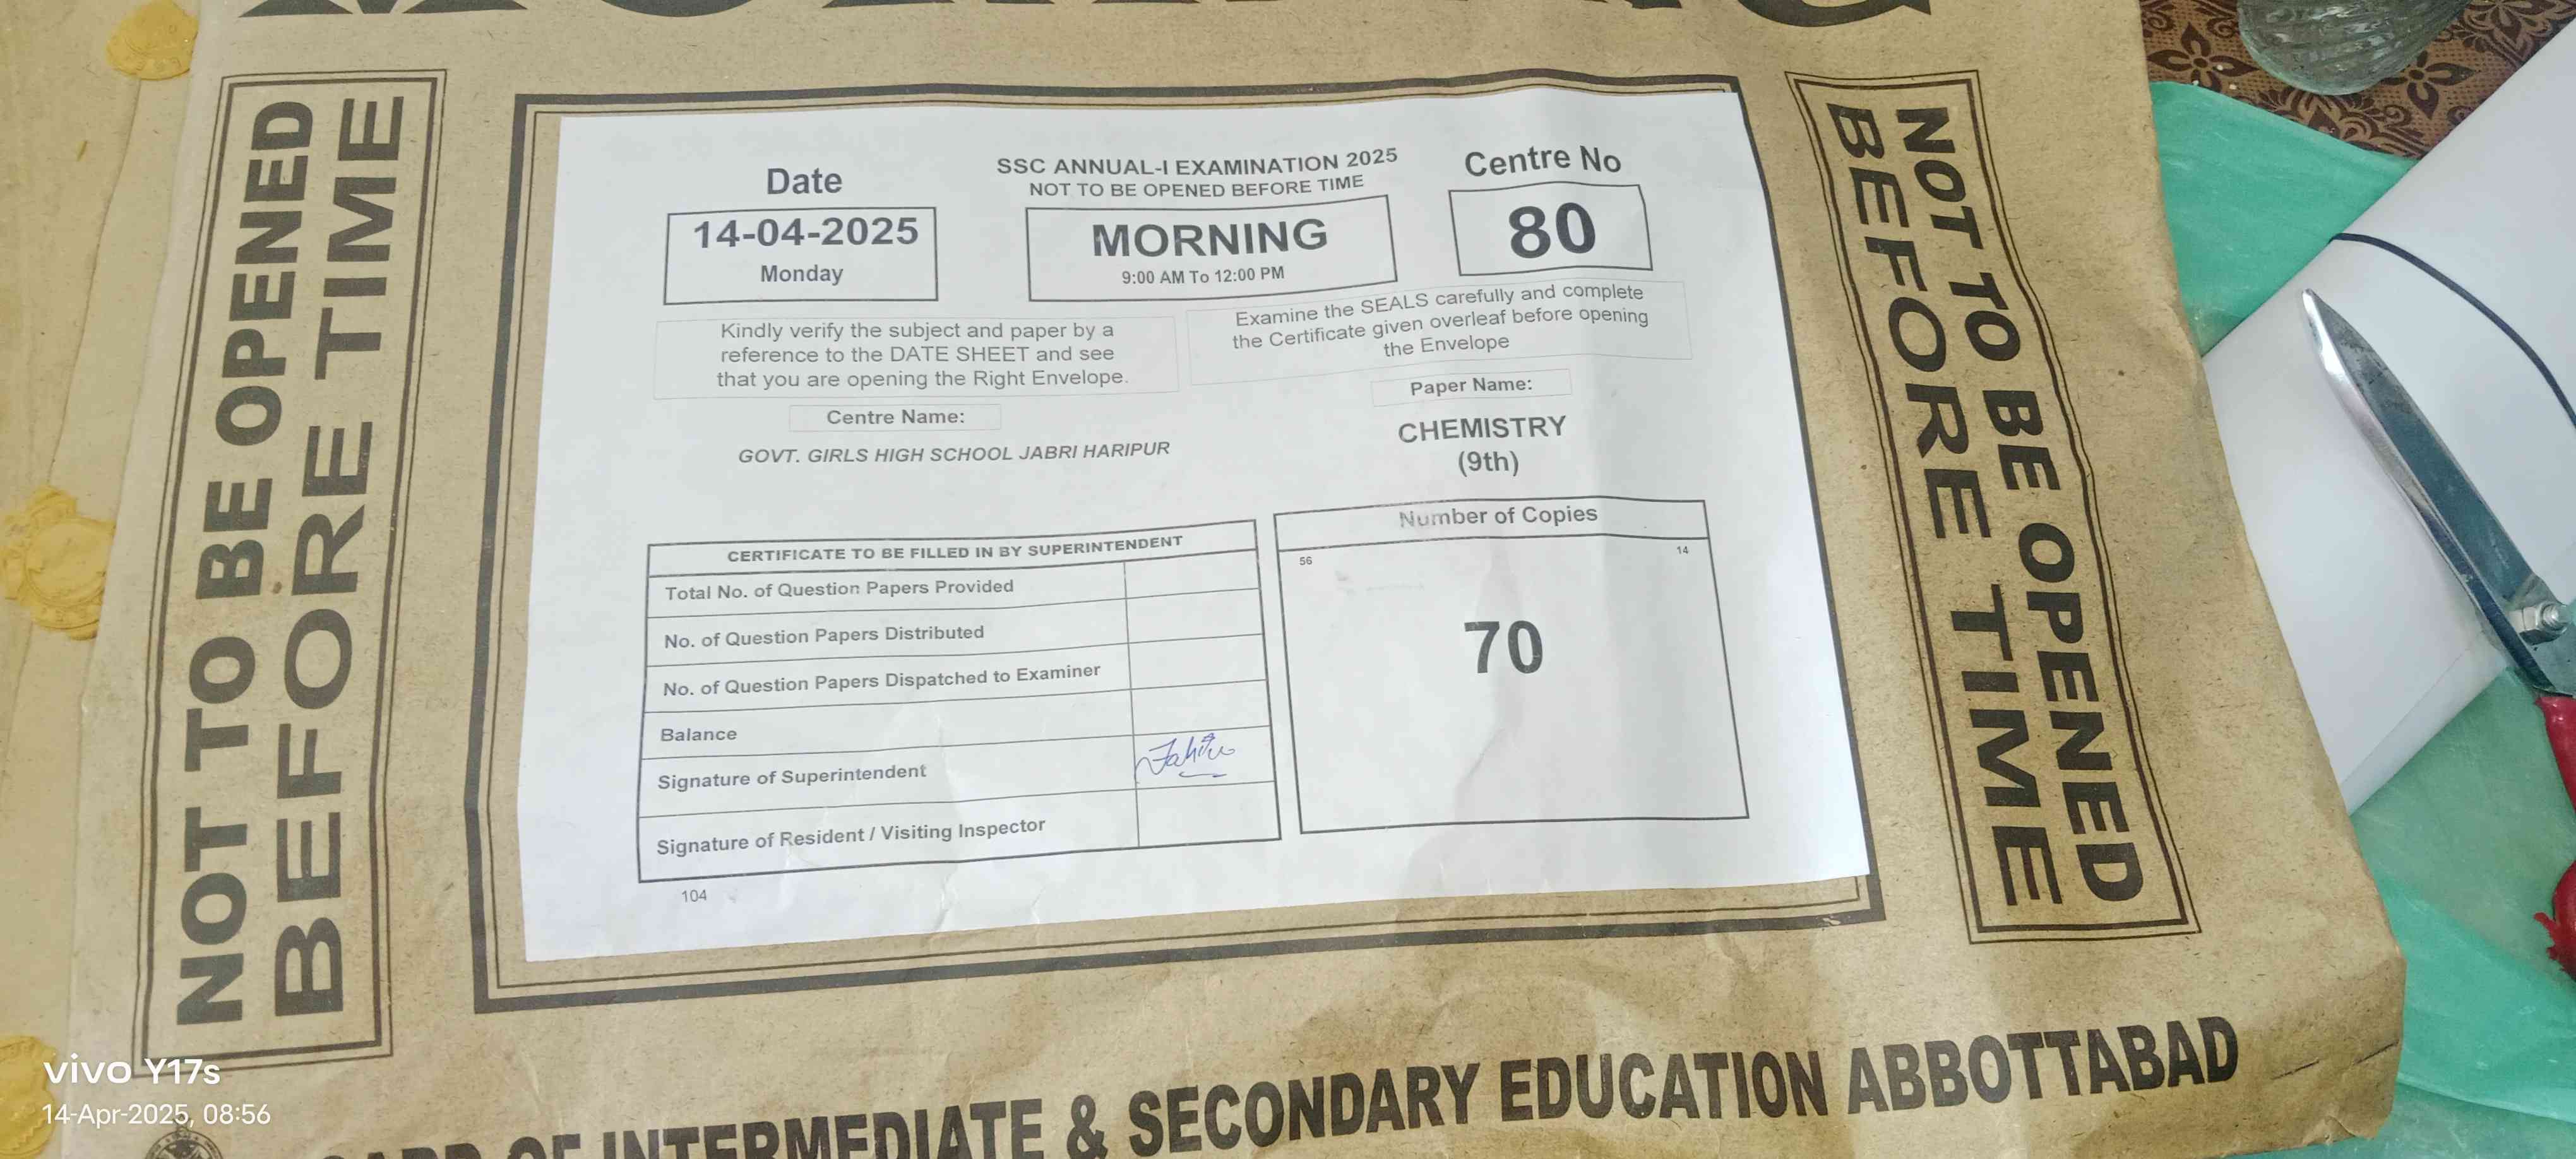 MORNING
NOT TO BE OPENED
BEFORE TIME
Date
14-04-2025
Monday
SSC ANNUAL-I EXAMINATION 2025
NOT TO BE OPENED BEFORE TIME
MORNING
9:00 AM To 12:00 PM
Centre No
80
Kindly verify the subject and paper by a
reference to the DATE SHEET and see
that you are opening the Right Envelope.
Examine the SEALS carefully and complete
the Certificate given overleaf before opening
the Envelope
Centre Name:
GOVT. GIRLS HIGH SCHOOL JABRI HARIPUR
Paper Name:
CHEMISTRY
(9th)
CERTIFICATE TO BE FILLED IN BY SUPERINTENDENT
Total No. of Question Papers Provided
No. of Question Papers Distributed
No. of Question Papers Dispatched to Examiner
Balance
Signature of Superintendent
Signature of Resident / Visiting Inspector
104
Number of Copies
56 14
70
NOT TO BE OPENED
BEFORE TIME
OF INTERMEDIATE & SECONDARY EDUCATION ABBOTTABAD
vivo Y17s
14-Apr-2025, 08:56